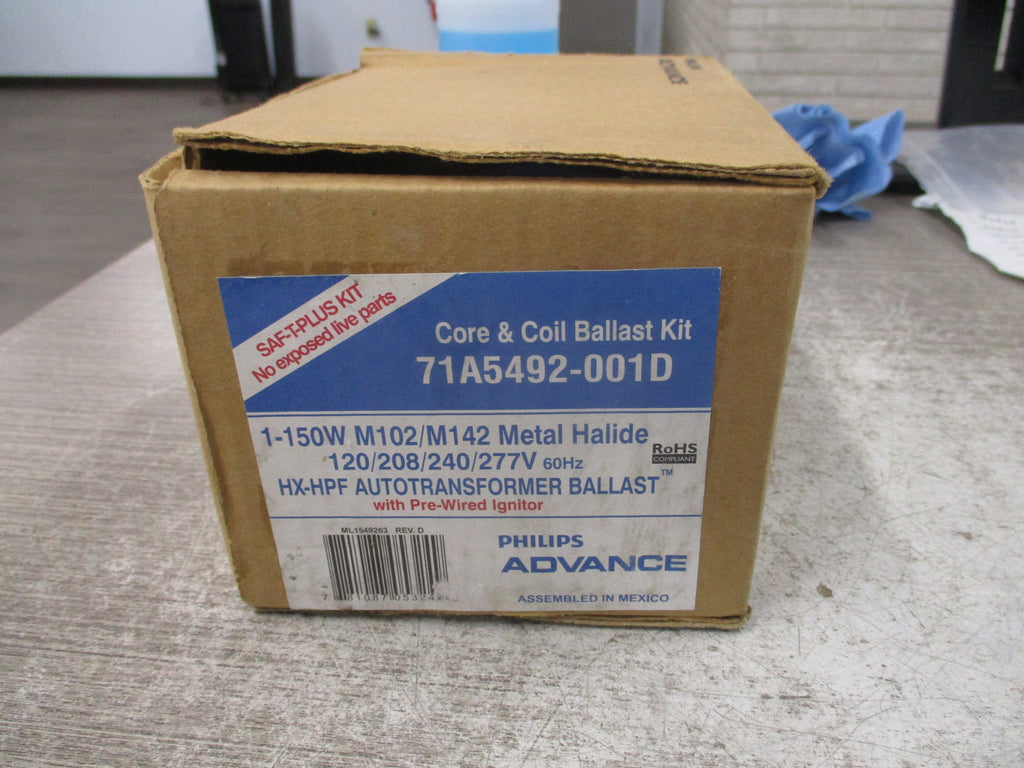 ADVANCE
SAF-T-PLUS KIT
No exposed live parts
Core & Coil Ballast Kit
71A5492-001D
1-150W M102/M142 Metal Halide
120/208/240/277V 60Hz
RoHS
COMPLIANT
HX-HPF AUTOTRANSFORMER BALLAST™
with Pre-Wired Ignitor
ML1549263 REV. D
PHILIPS
ADVANCE
ASSEMBLED IN MEXICO